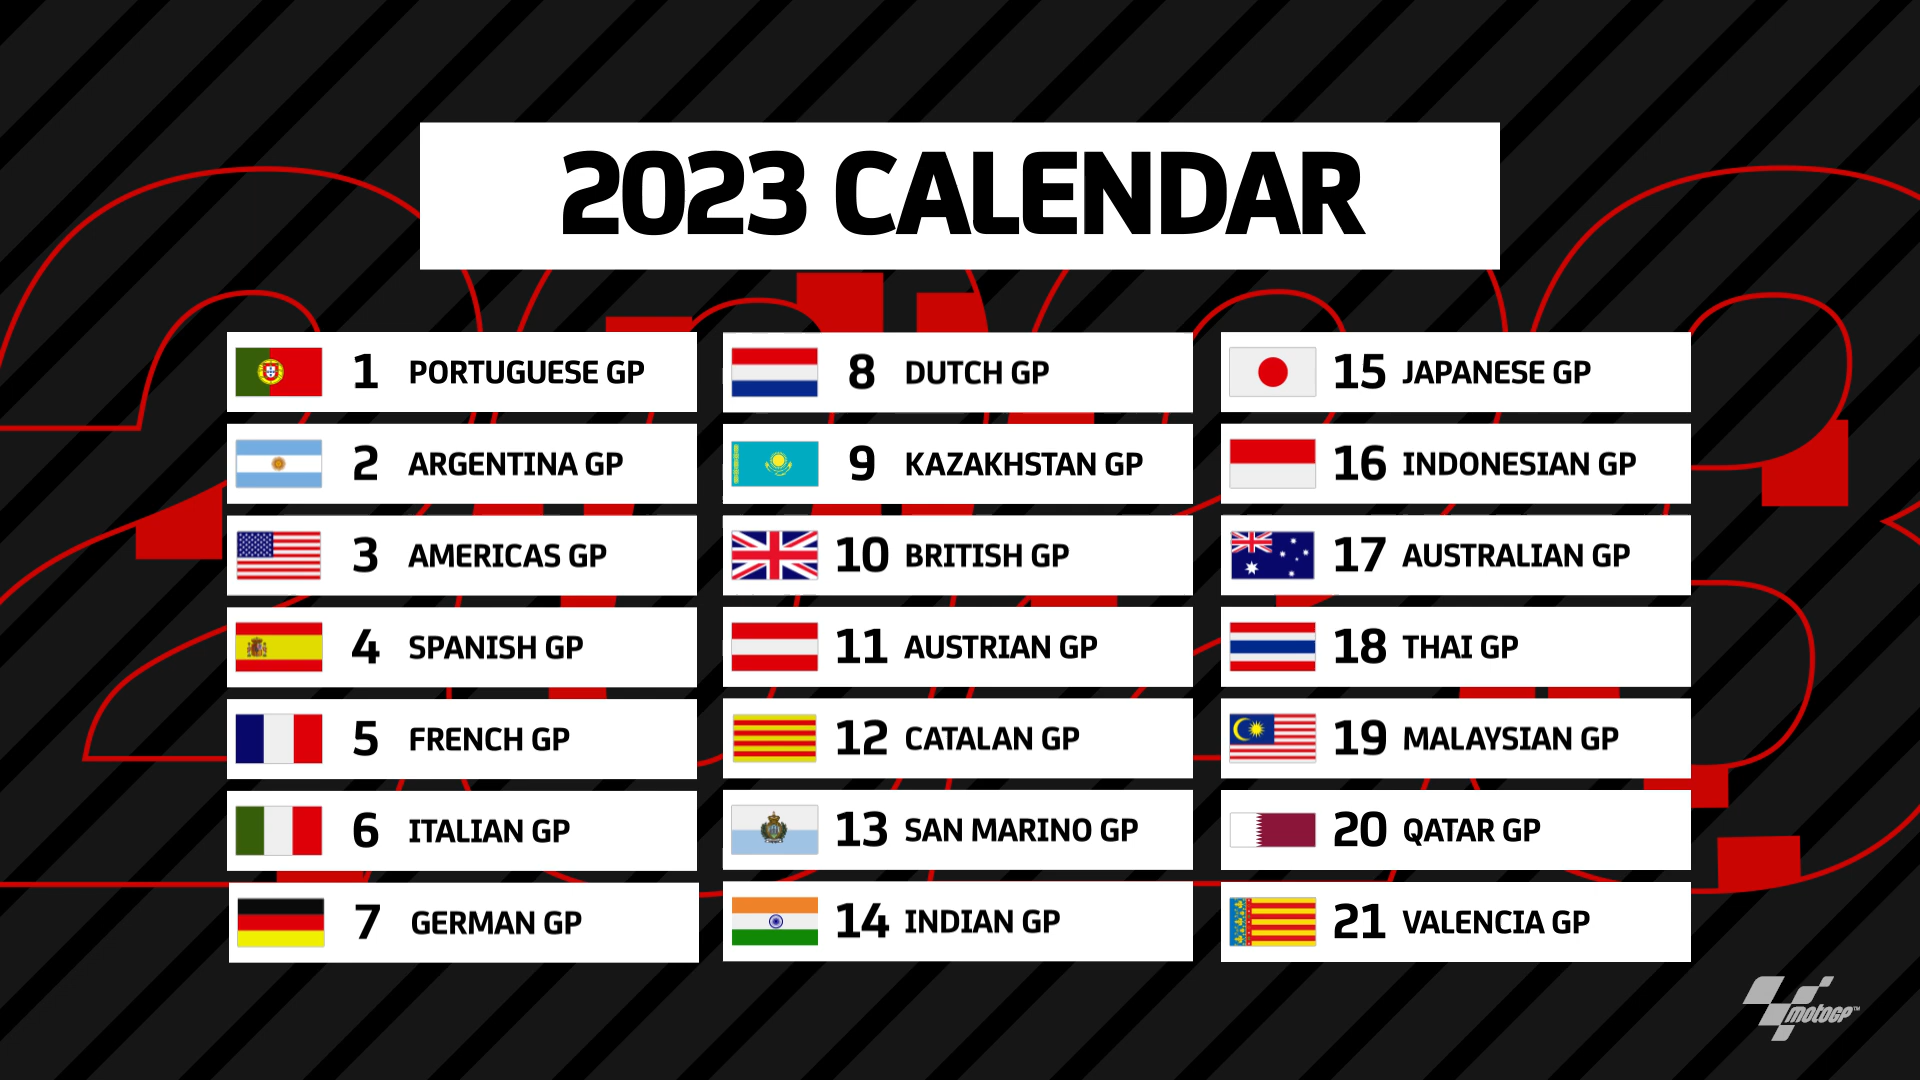 2023 CALENDAR
1 PORTUGUESE GP
2 ARGENTINA GP
3 AMERICAS GP
4 SPANISH GP
5 FRENCH GP
6 ITALIAN GP
7 GERMAN GP
8 DUTCH GP
9 KAZAKHSTAN GP
10 BRITISH GP
11 AUSTRIAN GP
12 CATALAN GP
13 SAN MARINO GP
14 INDIAN GP
15 JAPANESE GP
16 INDONESIAN GP
17 AUSTRALIAN GP
18 THAI GP
19 MALAYSIAN GP
20 QATAR GP
21 VALENCIA GP
motoGP™